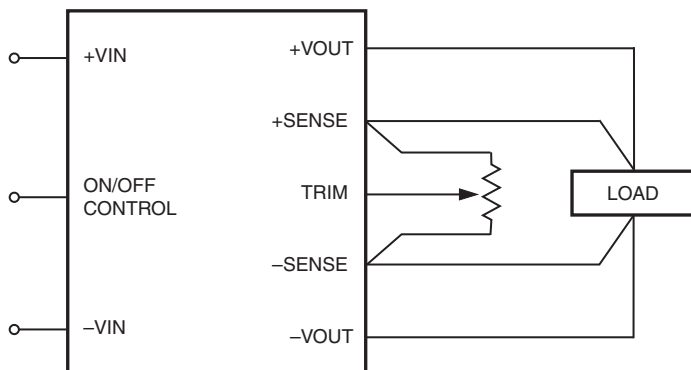 +VIN
ON/OFF
CONTROL
–VIN
+VOUT
+SENSE
TRIM
–SENSE
–VOUT
LOAD